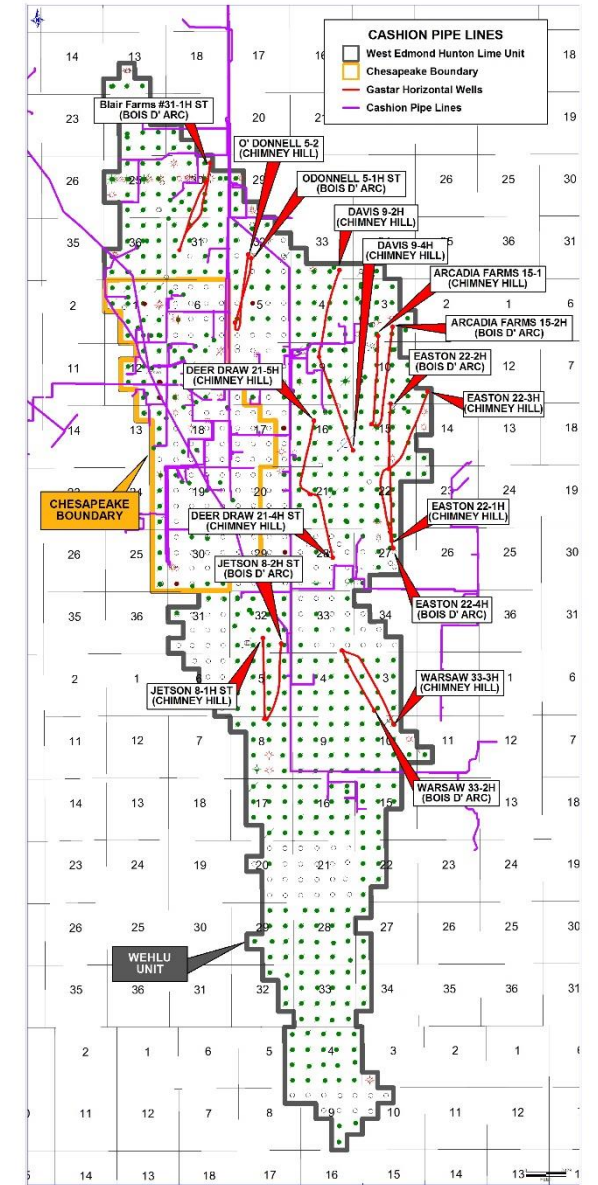 CASHION PIPE LINES
West Edmond Hunton Lime Unit
Chesapeake Boundary
Gastar Horizontal Wells
Cashion Pipe Lines
14 13 18 17 18
Blair Farms #31-1H ST
(BOIS D' ARC)
23 20 21
O' DONNELL 5-2
(CHIMNEY HILL)
ODONNELL 5-1H ST
(BOIS D' ARC)
26 25 30 29 26 25 30
DAVIS 9-2H
(CHIMNEY HILL)
DAVIS 9-4H
(CHIMNEY HILL)
35 36 31 32 33 35 36 31
ARCADIA FARMS 15-1
(CHIMNEY HILL)
2 1 6 5 4 3 2 1 6
ARCADIA FARMS 15-2H
(BOIS D' ARC)
EASTON 22-2H
(BOIS D' ARC)
11 12 9 10 12 7
DEER DRAW 21-5H
(CHIMNEY HILL)
EASTON 22-3H
(CHIMNEY HILL)
14 13 18 17 16 15 14 13 18
CHESAPEAKE
BOUNDARY
24 19 20 21 22 23 24 19
DEER DRAW 21-4H ST
(CHIMNEY HILL)
EASTON 22-1H
(CHIMNEY HILL)
26 25 30 29 28 27 26 25 30
JETSON 8-2H ST
(BOIS D' ARC)
EASTON 22-4H
(BOIS D' ARC)
35 36 31 32 33 34 36 31
2 1 6 5 4 3 1 6
JETSON 8-1H ST
(CHIMNEY HILL)
WARSAW 33-3H
(CHIMNEY HILL)
11 12 7 8 9 10 11 12 7
WARSAW 33-2H
(BOIS D' ARC)
14 13 18 17 16 15 13 18
23 24 19 20 21 22 23 24 19
26 25 30 29 28 27 26 25 30
WEHLU
UNIT
35 36 31 32 33 34 35 36 31
2 1 6 5 4 3 2 1
11 12 7 8 9 10 11 12
14 13 18 17 16 15 14 13 18